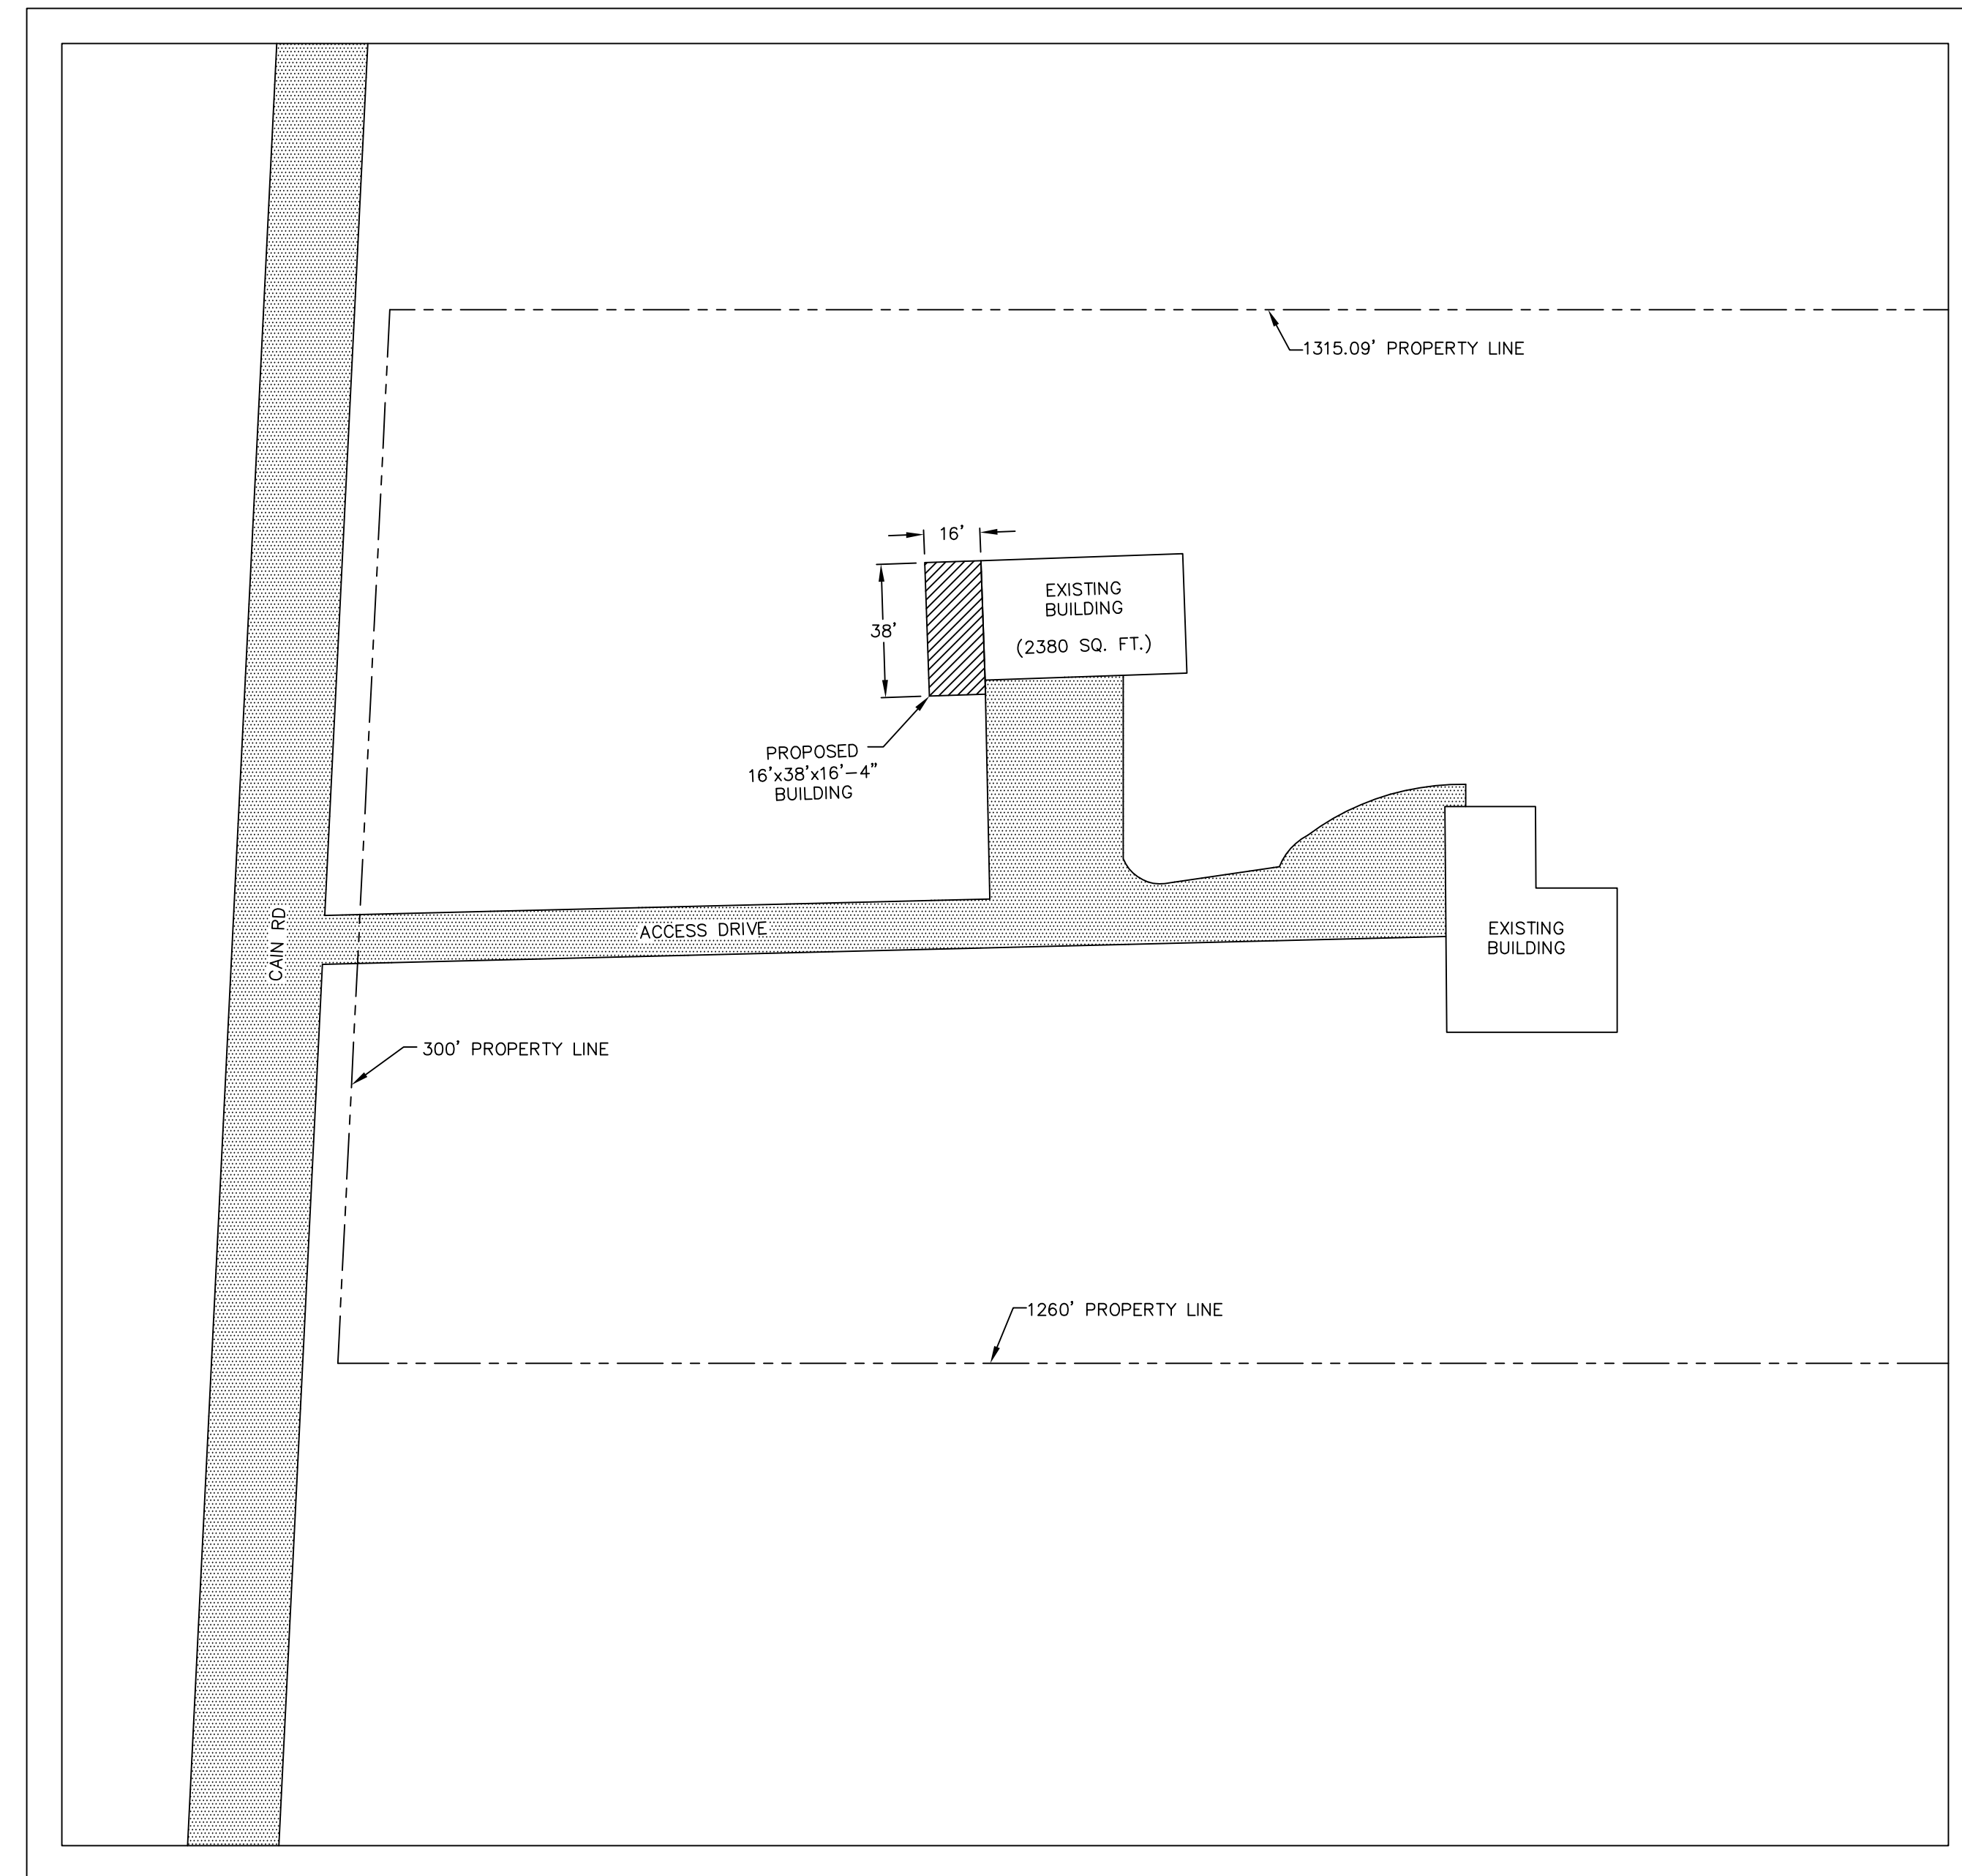 1315.09' PROPERTY LINE
16'
EXISTING
BUILDING
(2380 SQ. FT.)
38'
PROPOSED
16'x38'x16'-4"
BUILDING
CAIN RD
ACCESS DRIVE
EXISTING
BUILDING
300' PROPERTY LINE
1260' PROPERTY LINE